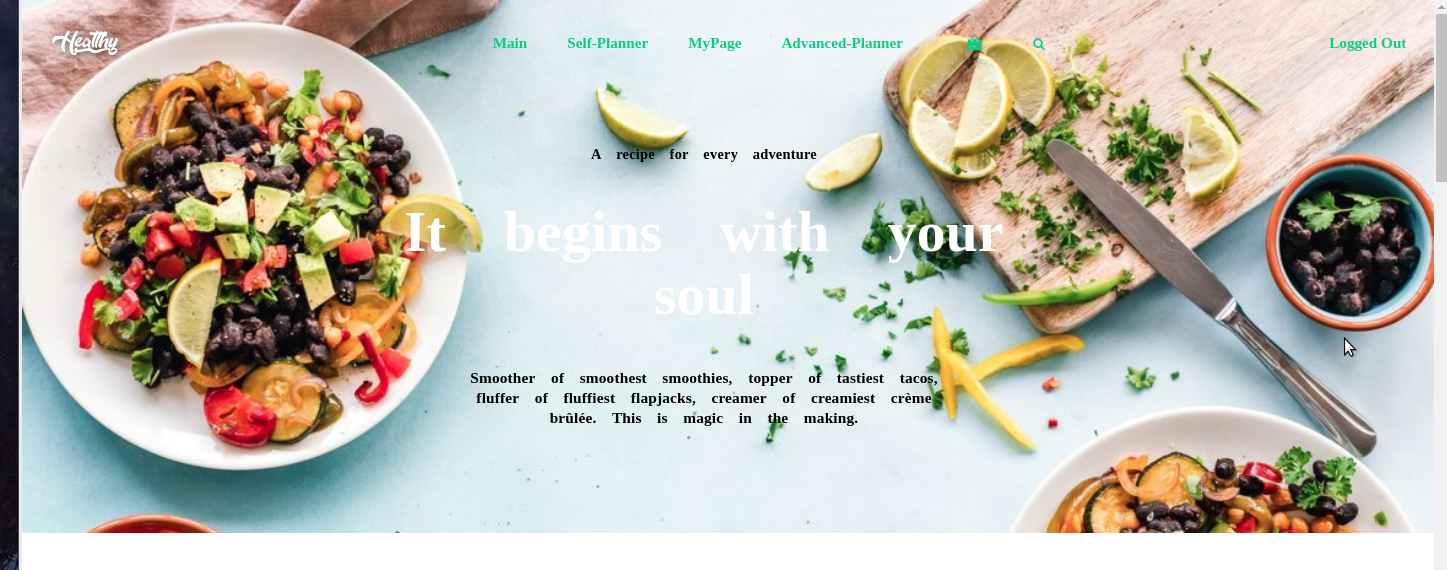 Healthy
Main Self-Planner MyPage Advanced-Planner Logged Out
A recipe for every adventure
It begins with your
soul
Smoother of smoothest smoothies, topper of tastiest tacos,
fluffer of fluffiest flapjacks, creamer of creamiest crème
brûlée. This is magic in the making.